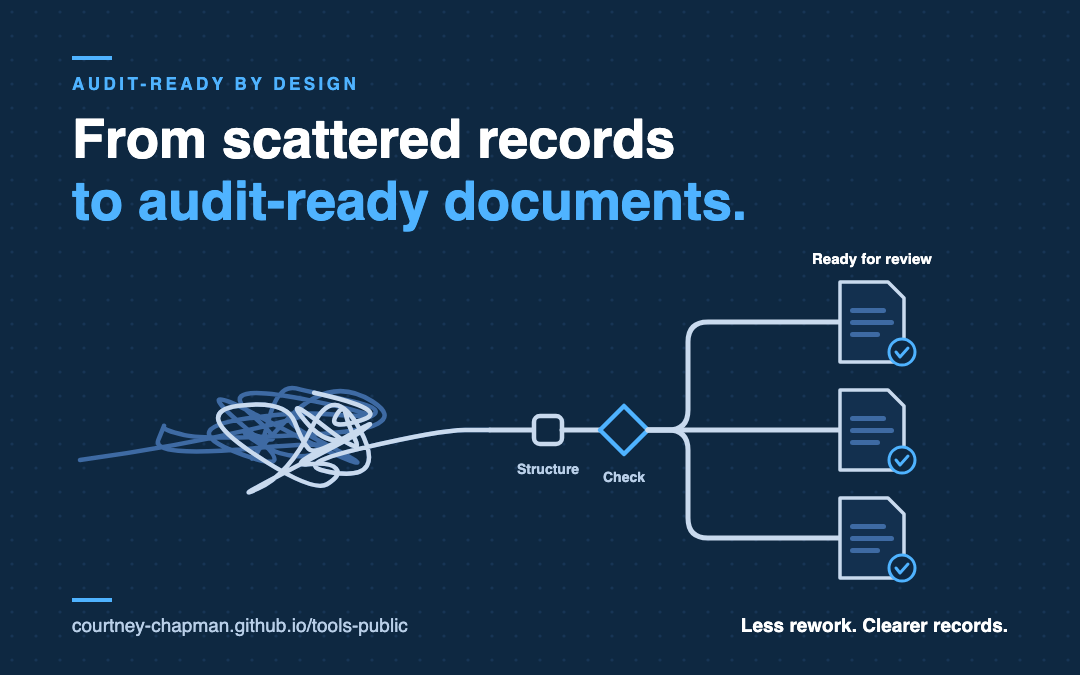 AUDIT-READY BY DESIGN
From scattered records
to audit-ready documents.
Ready for review
Structure
Check
courtney-chapman.github.io/tools-public
Less rework. Clearer records.